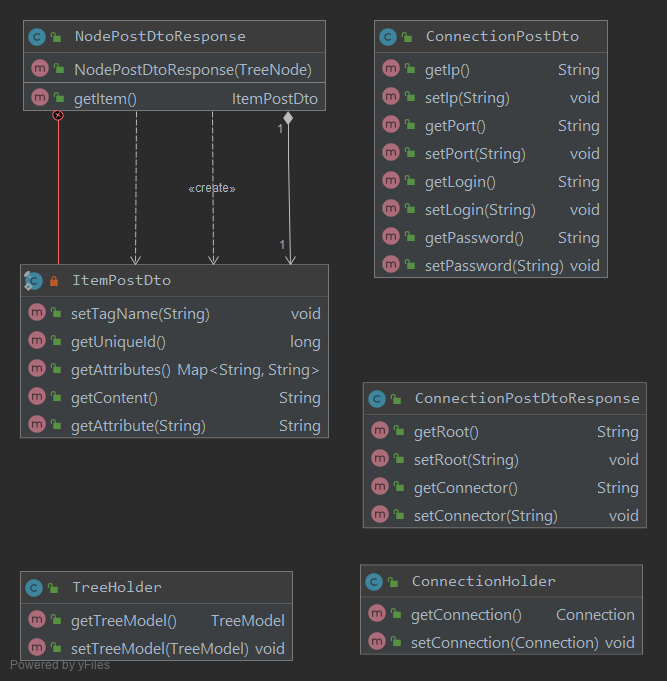 NodePostDtoResponse
NodePostDtoResponse(TreeNode)
getItem() ItemPostDto
1
«create»
1
ItemPostDto
setTagName(String) void
getUniqueId() long
getAttributes() Map<String, String>
getContent() String
getAttribute(String) String
ConnectionPostDto
getIp() String
setIp(String) void
getPort() String
setPort(String) void
getLogin() String
setLogin(String) void
getPassword() String
setPassword(String) void
ConnectionPostDtoResponse
getRoot() String
setRoot(String) void
getConnector() String
setConnector(String) void
TreeHolder
getTreeModel() TreeModel
setTreeModel(TreeModel) void
ConnectionHolder
getConnection() Connection
setConnection(Connection) void
Powered by yFiles